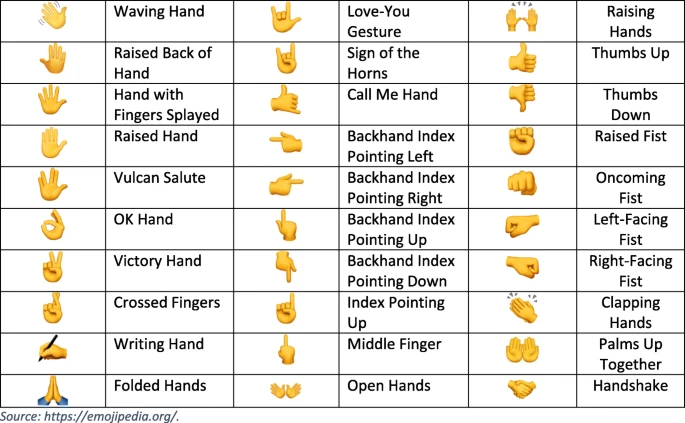 Waving Hand
Love-You
Gesture
Raising
Hands
Raised Back of
Hand
Sign of the
Horns
Thumbs Up
Hand with
Fingers Splayed
Call Me Hand
Thumbs
Down
Raised Hand
Backhand Index
Pointing Left
Raised Fist
Vulcan Salute
Backhand Index
Pointing Right
Oncoming
Fist
OK Hand
Backhand Index
Pointing Up
Left-Facing
Fist
Victory Hand
Backhand Index
Pointing Down
Right-Facing
Fist
Crossed Fingers
Index Pointing
Up
Clapping
Hands
Writing Hand
Middle Finger
Palms Up
Together
Folded Hands
Open Hands
Handshake
Source: https://emojipedia.org/.